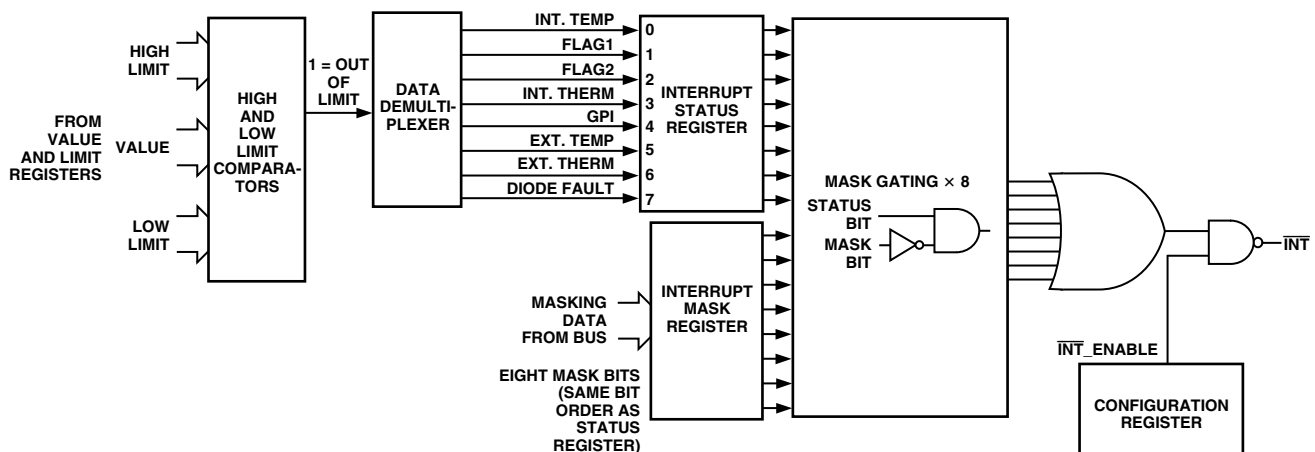 HIGH
LIMIT
FROM
VALUE
AND LIMIT
REGISTERS
VALUE
LOW
LIMIT
HIGH
AND
LOW
LIMIT
COMPARA-
TORS
1 = OUT
OF
LIMIT
DATA
DEMULTI-
PLEXER
INT. TEMP
FLAG1
FLAG2
INT. THERM
GPI
EXT. TEMP
EXT. THERM
DIODE FAULT
0
1
2
3
4
5
6
7
INTERRUPT
STATUS
REGISTER
MASKING
DATA
FROM BUS
EIGHT MASK BITS
(SAME BIT
ORDER AS
STATUS
REGISTER)
INTERRUPT
MASK
REGISTER
MASK GATING × 8
STATUS
BIT
MASK
BIT
I̅N̅T̅
I̅N̅T̅_ENABLE
CONFIGURATION
REGISTER